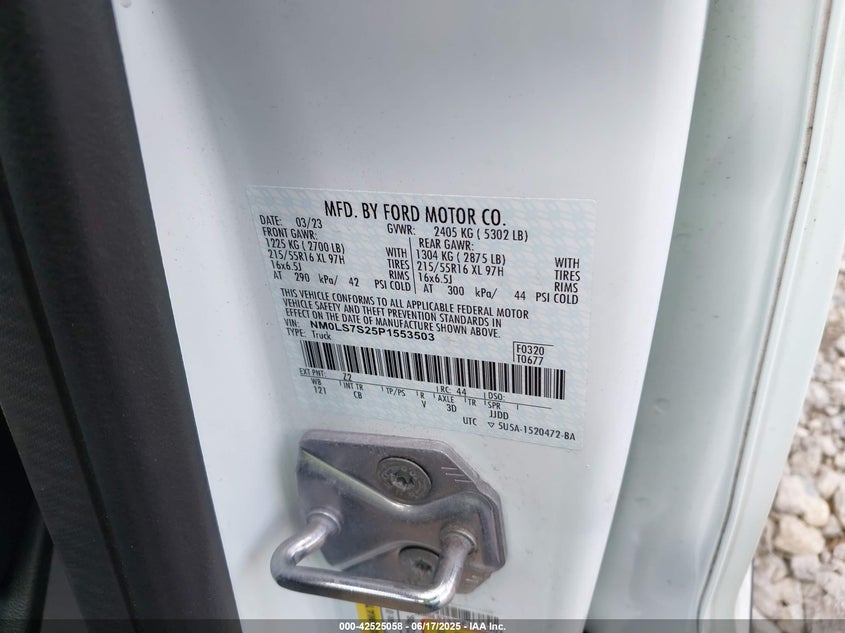 MFD. BY FORD MOTOR CO.
DATE: 03/23 GVWR: 2405 KG ( 5302 LB)
FRONT GAWR: REAR GAWR:
1225 KG ( 2700 LB) WITH 1304 KG ( 2875 LB) WITH
215/55R16 XL 97H TIRES 215/55R16 XL 97H TIRES
16x6.5J RIMS 16x6.5J RIMS
AT 290 kPa/ 42 PSI COLD AT 300 kPa/ 44 PSI COLD
THIS VEHICLE CONFORMS TO ALL APPLICABLE FEDERAL MOTOR
VEHICLE SAFETY AND THEFT PREVENTION STANDARDS IN
EFFECT ON THE DATE OF MANUFACTURE SHOWN ABOVE.
VIN: NM0LS7S25P1553503
TYPE: Truck
F0320
T0677
EXT PNT: Z2 RC: 44 DSO:
WB INT TR TP/PS R AXLE TR SPR
121 CB V 3D JJDD
UTC ▽ 5U5A-1520472-BA
000-42525058 - 06/17/2025 - IAA Inc.